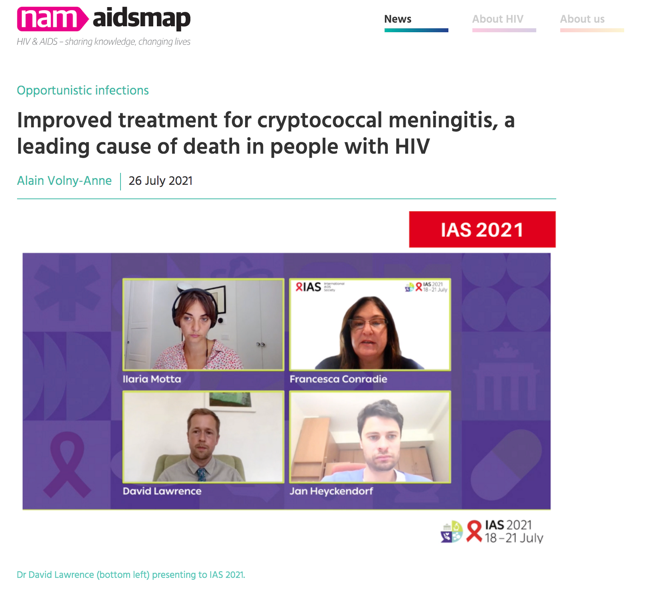 nam aidsmap
HIV & AIDS – sharing knowledge, changing lives
News
About HIV
About us
Opportunistic infections
Improved treatment for cryptococcal meningitis, a
leading cause of death in people with HIV
Alain Volny-Anne
26 July 2021
IAS 2021
IAS
IAS 2021
18 – 21 July
Ilaria Motta
Francesca Conradie
David Lawrence
Jan Heyckendorf
IAS 2021
18 – 21 July
Dr David Lawrence (bottom left) presenting to IAS 2021.